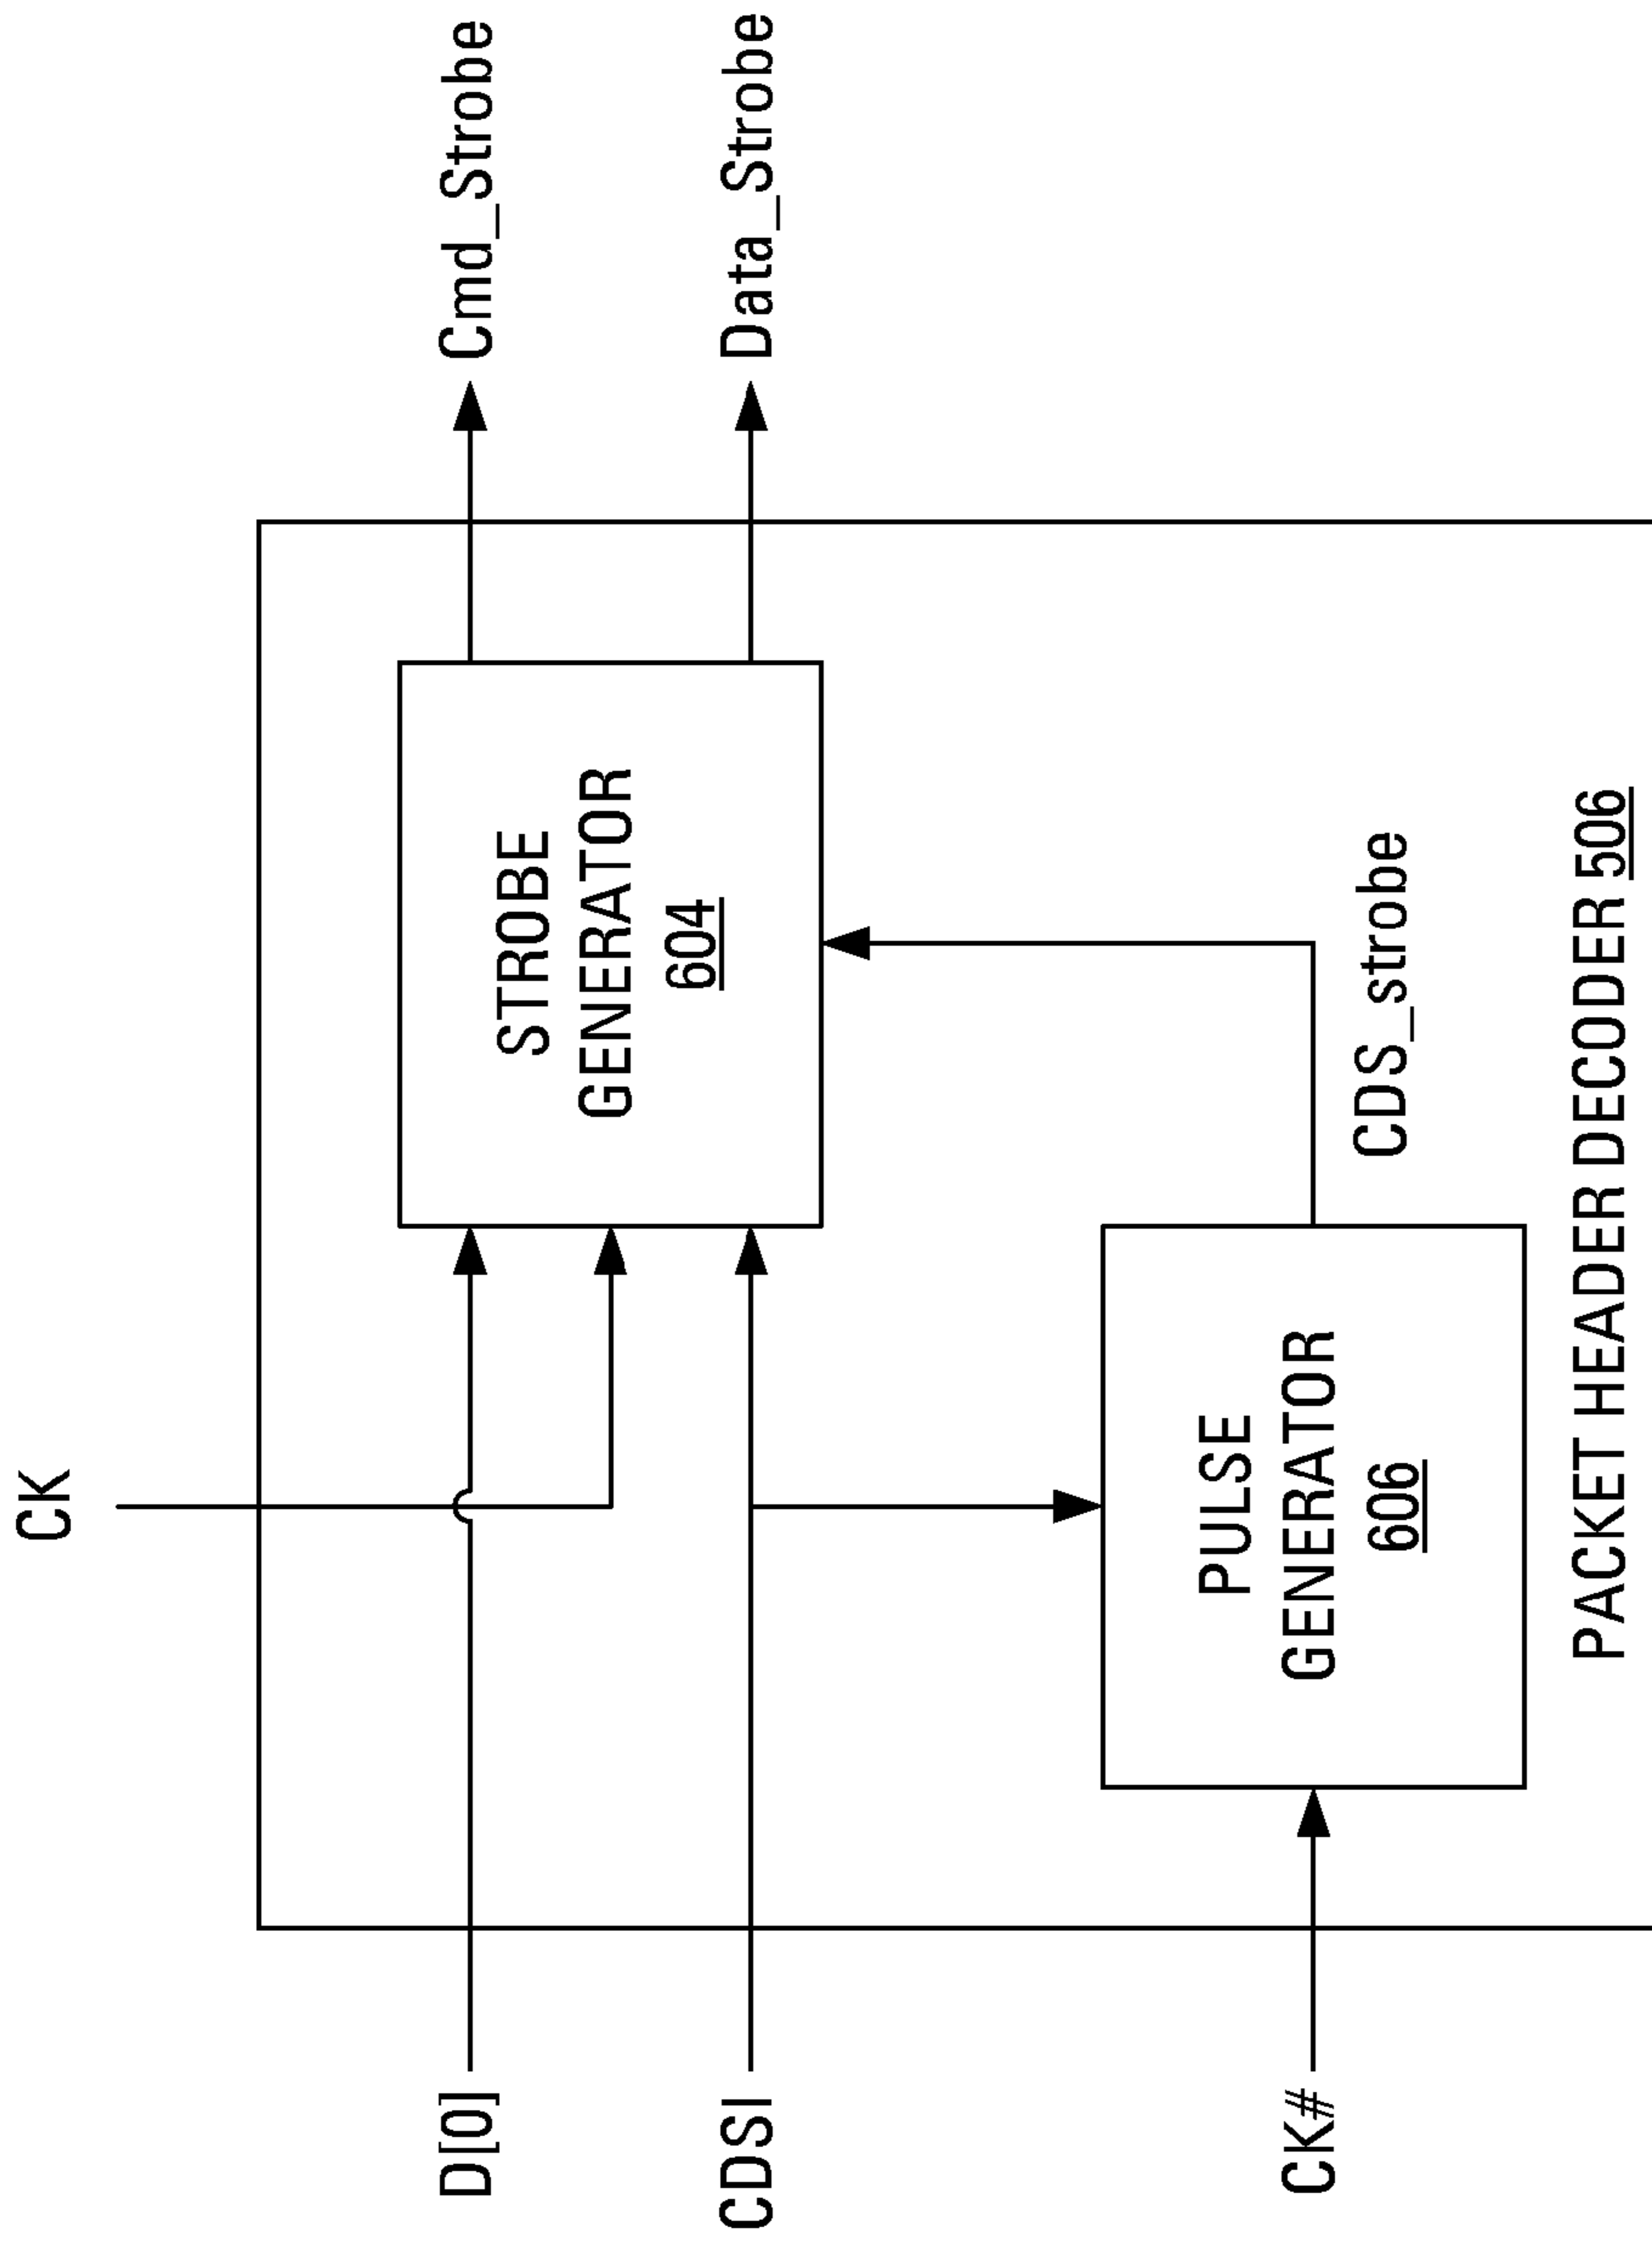 CK
D[0]
CDSI
CK#
STROBE
GENERATOR
604
Cmd_Strobe
Data_Strobe
PULSE
GENERATOR
606
CDS_strobe
PACKET HEADER DECODER 506